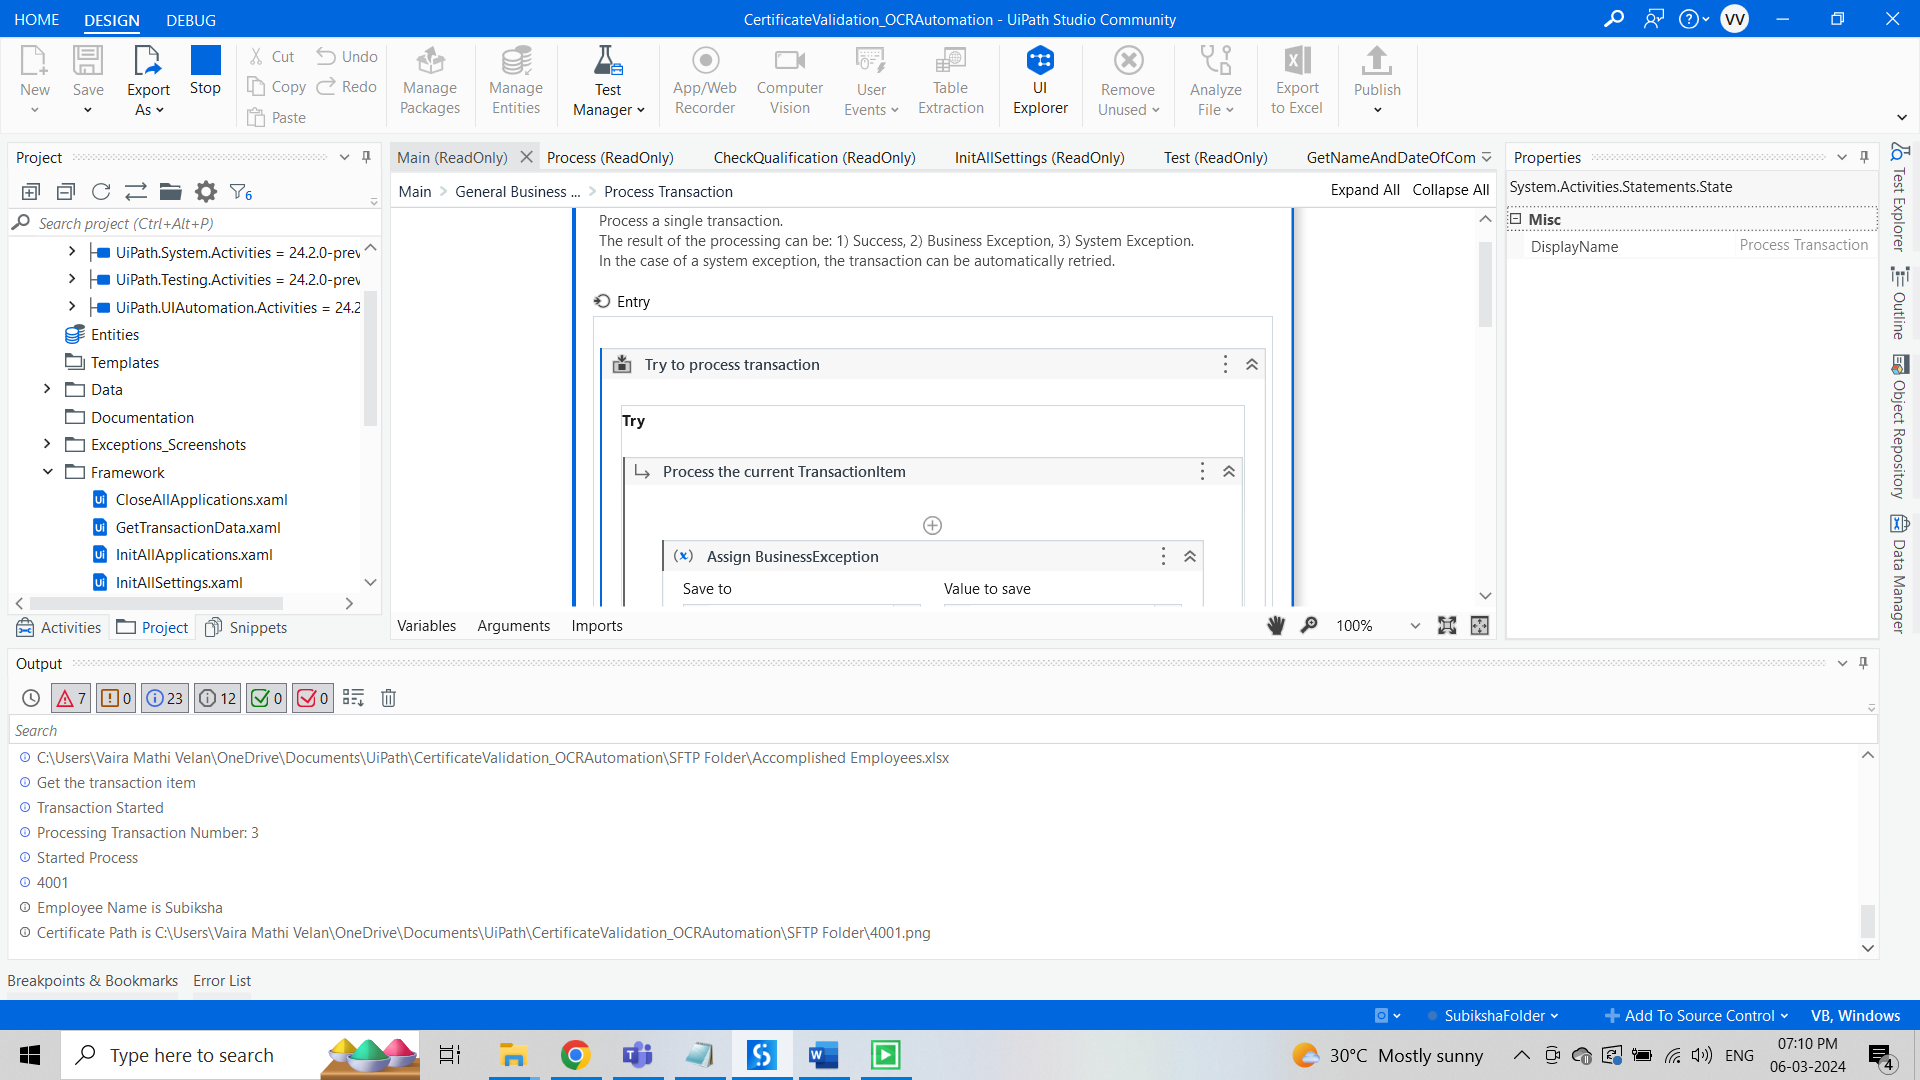 HOME DESIGN DEBUG
CertificateValidation_OCRAutomation - UiPath Studio Community
VV
New
Save
Export As
Stop
Cut
Copy
Paste
Undo
Redo
Manage Packages
Manage Entities
Test Manager
App/Web Recorder
Computer Vision
User Events
Table Extraction
UI Explorer
Remove Unused
Analyze File
Export to Excel
Publish
Project
6
Search project (Ctrl+Alt+P)
UiPath.System.Activities = 24.2.0-prev
UiPath.Testing.Activities = 24.2.0-prev
UiPath.UIAutomation.Activities = 24.2
Entities
Templates
Data
Documentation
Exceptions_Screenshots
Framework
CloseAllApplications.xaml
GetTransactionData.xaml
InitAllApplications.xaml
InitAllSettings.xaml
Activities Project Snippets
Main (ReadOnly) Process (ReadOnly) CheckQualification (ReadOnly) InitAllSettings (ReadOnly) Test (ReadOnly) GetNameAndDateOfCom
Main > General Business ... > Process Transaction
Expand All Collapse All
Process a single transaction.
The result of the processing can be: 1) Success, 2) Business Exception, 3) System Exception.
In the case of a system exception, the transaction can be automatically retried.
Entry
Try to process transaction
Try
Process the current TransactionItem
Assign BusinessException
Save to Value to save
Variables Arguments Imports
100%
Properties
System.Activities.Statements.State
Misc
DisplayName Process Transaction
Test Explorer
Outline
Object Repository
Data Manager
Output
7 0 23 12 0 0
Search
C:\Users\Vaira Mathi Velan\OneDrive\Documents\UiPath\CertificateValidation_OCRAutomation\SFTP Folder\Accomplished Employees.xlsx
Get the transaction item
Transaction Started
Processing Transaction Number: 3
Started Process
4001
Employee Name is Subiksha
Certificate Path is C:\Users\Vaira Mathi Velan\OneDrive\Documents\UiPath\CertificateValidation_OCRAutomation\SFTP Folder\4001.png
Breakpoints & Bookmarks Error List
SubikshaFolder Add To Source Control VB, Windows
Type here to search
30°C Mostly sunny
ENG
07:10 PM
06-03-2024
4